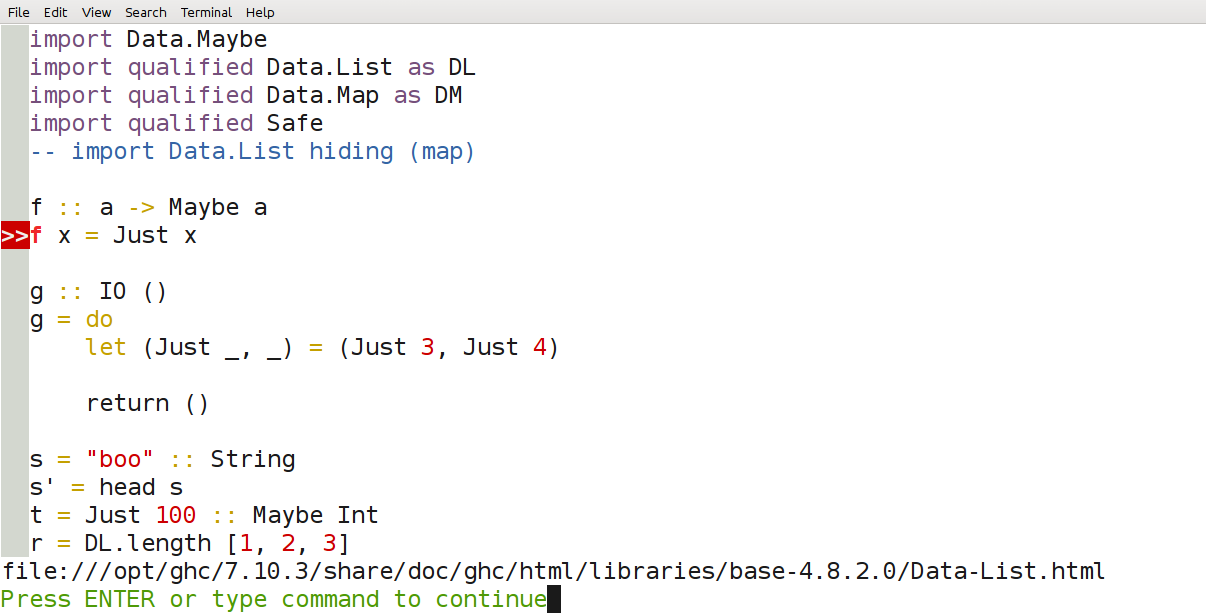 File Edit View Search Terminal Help
import Data.Maybe
import qualified Data.List as DL
import qualified Data.Map as DM
import qualified Safe
-- import Data.List hiding (map)
f :: a -> Maybe a
>>f x = Just x
g :: IO ()
g = do
    let (Just _, _) = (Just 3, Just 4)
    return ()
s = "boo" :: String
s' = head s
t = Just 100 :: Maybe Int
r = DL.length [1, 2, 3]
file:///opt/ghc/7.10.3/share/doc/ghc/html/libraries/base-4.8.2.0/Data-List.html
Press ENTER or type command to continue